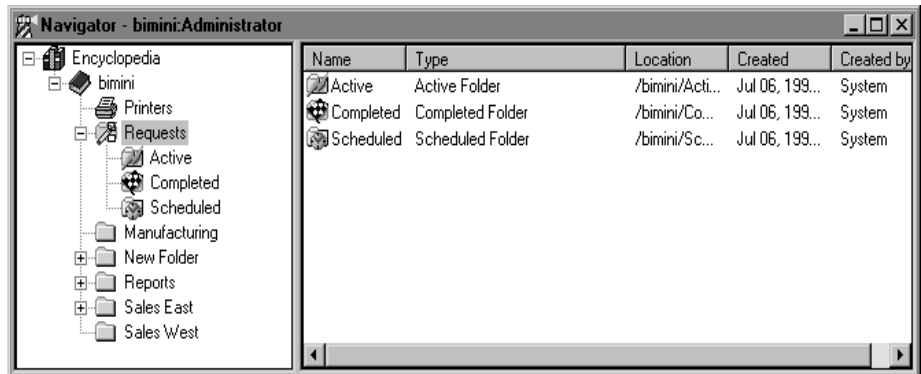 Navigator - bimini:Administrator
Encyclopedia
bimini
Printers
Requests
Active
Completed
Scheduled
Manufacturing
New Folder
Reports
Sales East
Sales West
Name Type Location Created Created by
Active Active Folder /bimini/Acti... Jul 06, 199... System
Completed Completed Folder /bimini/Co... Jul 06, 199... System
Scheduled Scheduled Folder /bimini/Sc... Jul 06, 199... System